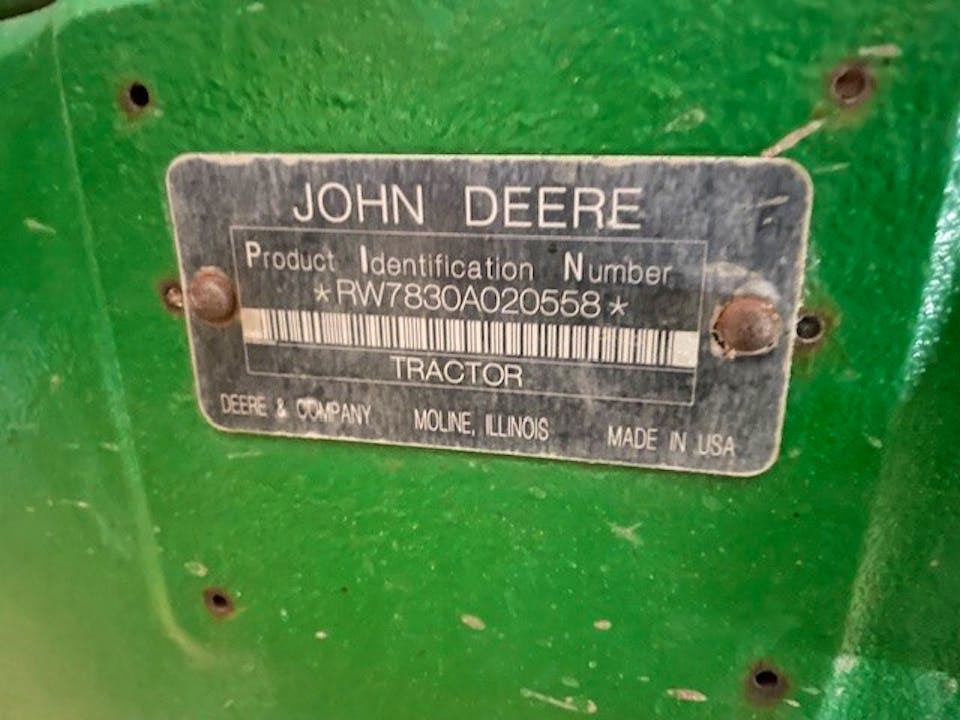 JOHN DEERE
Product Identification Number
*RW7830A020558*
TRACTOR
DEERE & COMPANY MOLINE, ILLINOIS MADE IN USA